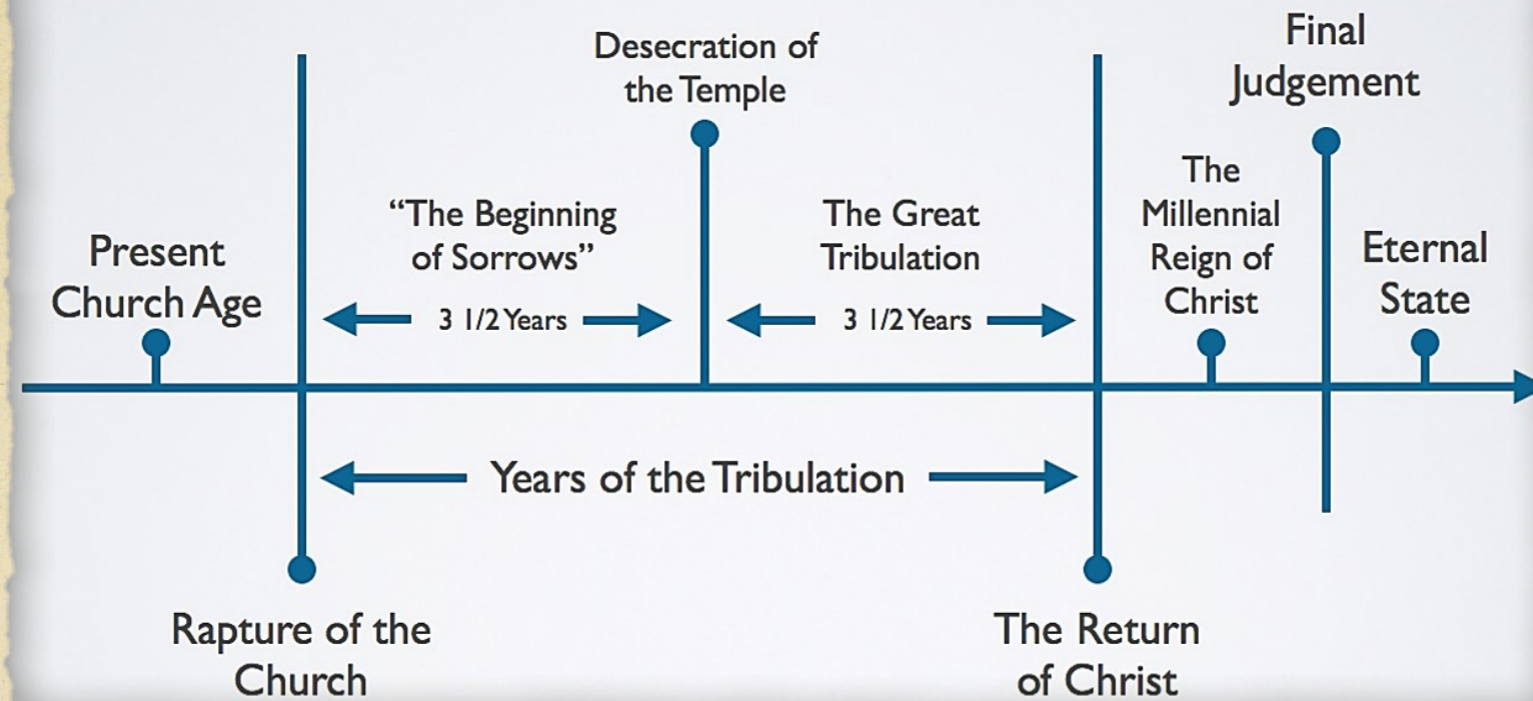 Present
Church Age
Rapture of the
Church
“The Beginning
of Sorrows”
3 1/2 Years
Desecration of
the Temple
The Great
Tribulation
3 1/2 Years
Years of the Tribulation
The Return
of Christ
The
Millennial
Reign of
Christ
Final
Judgement
Eternal
State